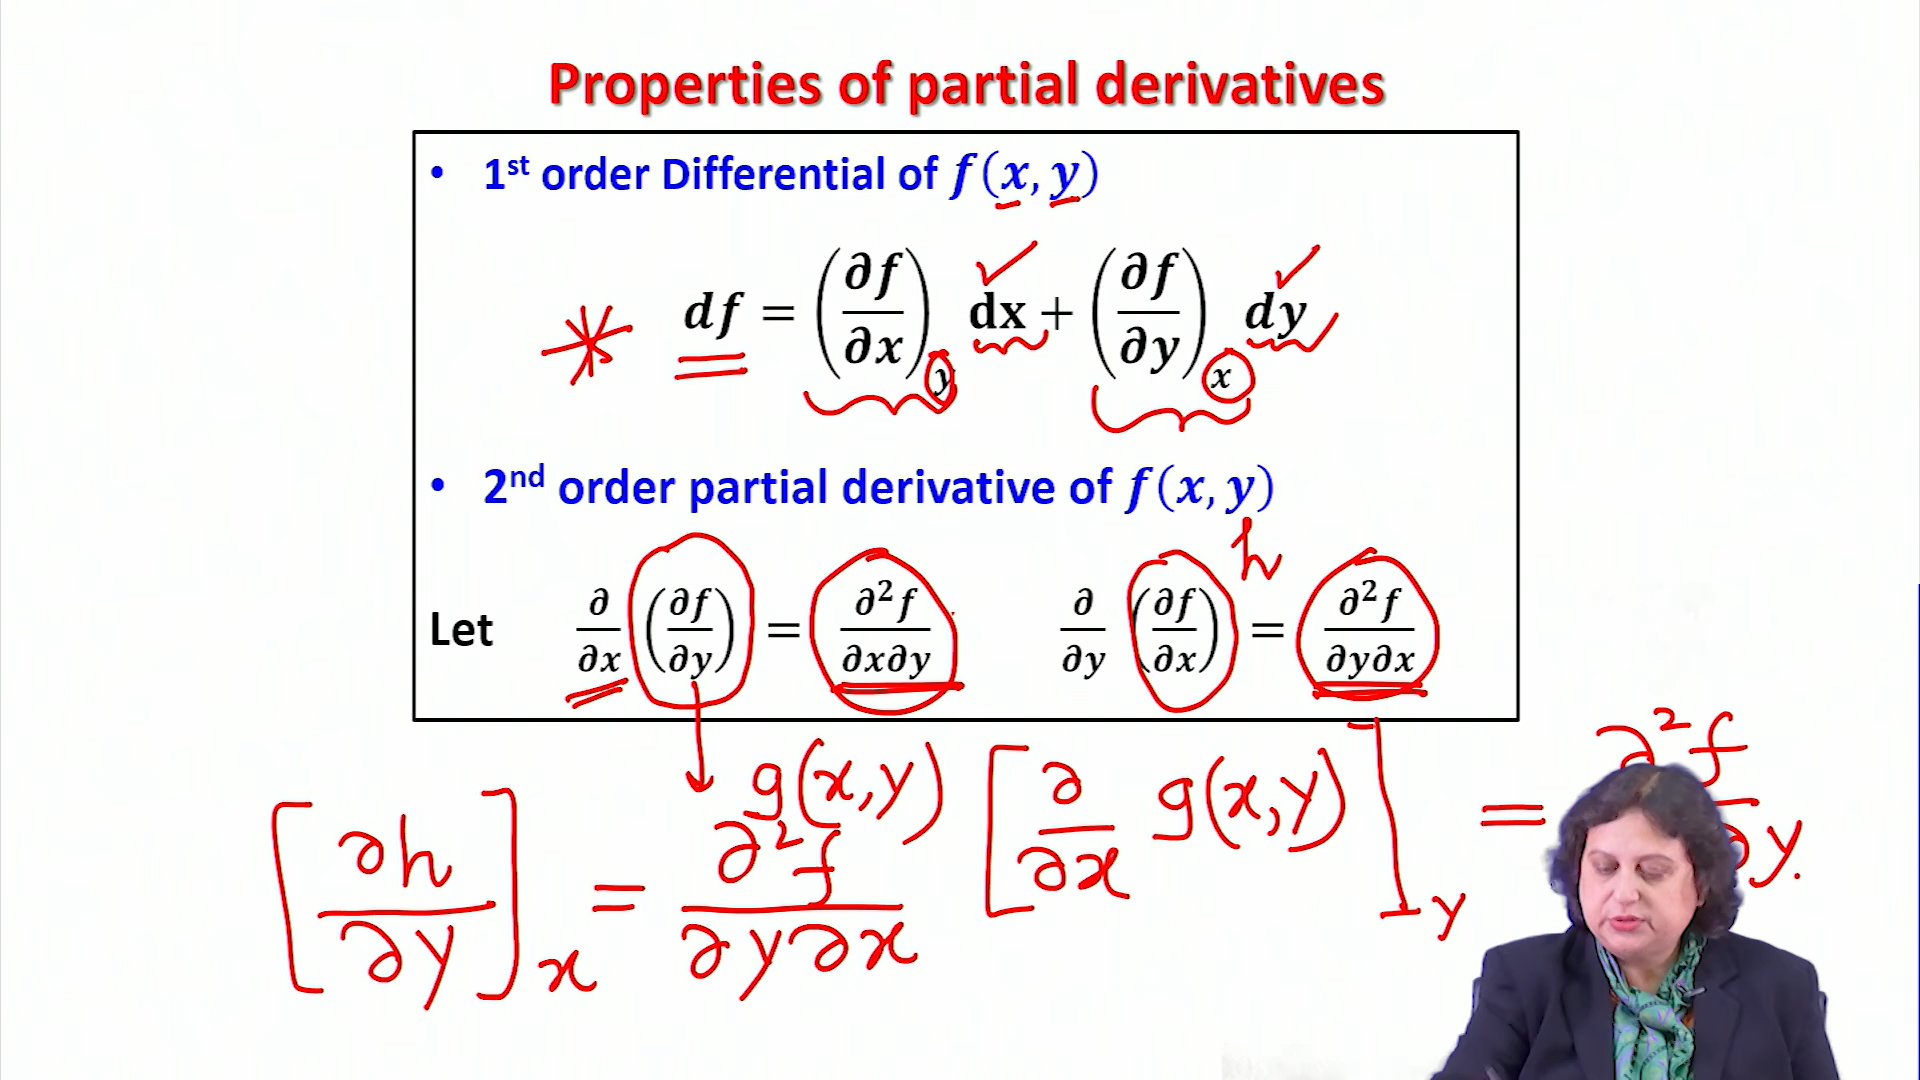 Properties of partial derivatives
• 1st order Differential of f(x, y)
df = (∂f/∂x)y dx + (∂f/∂y)x dy
• 2nd order partial derivative of f(x, y)
h
Let ∂/∂x (∂f/∂y) = ∂²f/∂x∂y ∂/∂y (∂f/∂x) = ∂²f/∂y∂x
g(x,y) [∂/∂x g(x,y)]y = ∂²f/ ∂y.
[∂h/∂y]x = ∂²f/∂y∂x